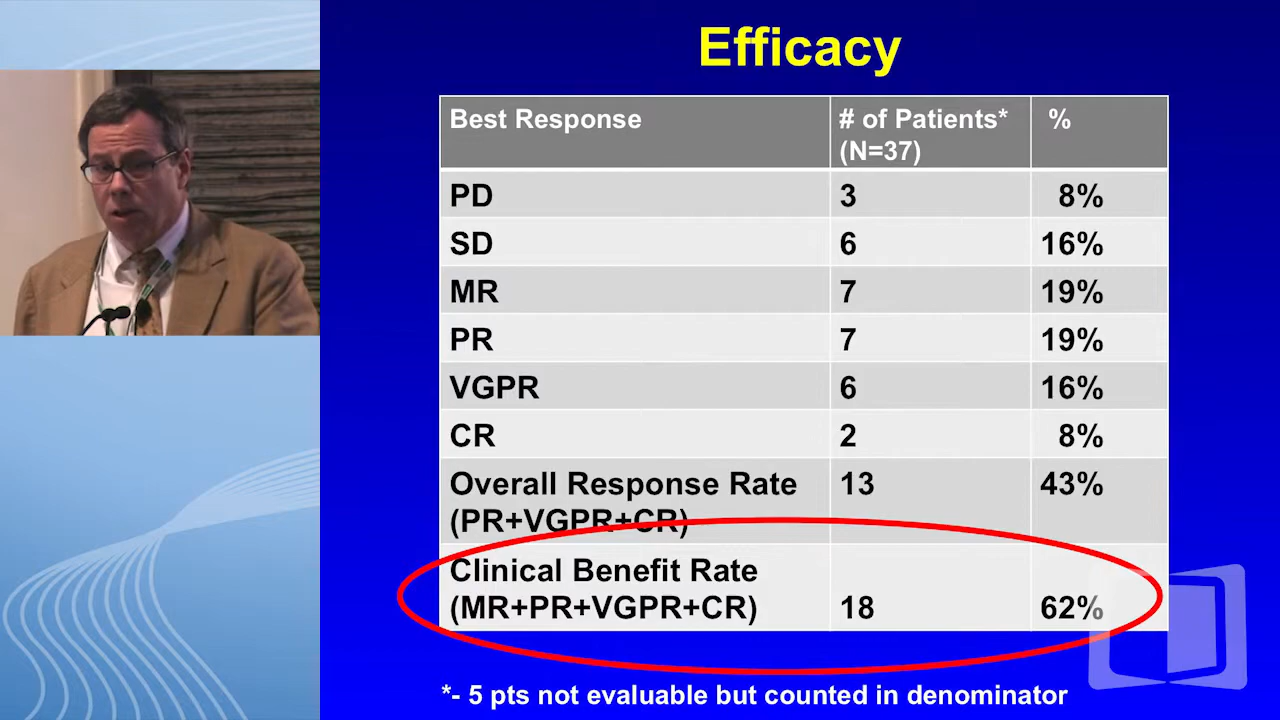 Efficacy
Best Response # of Patients* %
(N=37)
PD 3 8%
SD 6 16%
MR 7 19%
PR 7 19%
VGPR 6 16%
CR 2 8%
Overall Response Rate 13 43%
(PR+VGPR+CR)
Clinical Benefit Rate
(MR+PR+VGPR+CR) 18 62%
*- 5 pts not evaluable but counted in denominator